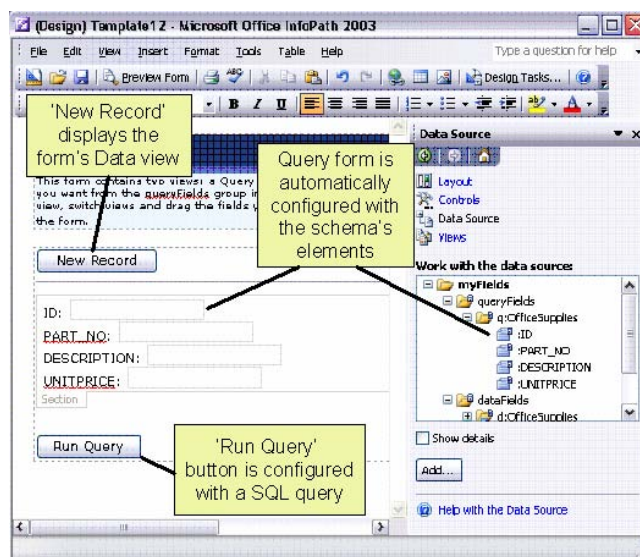 (Design) Template12 - Microsoft Office InfoPath 2003
File Edit View Insert Format Tools Table Help
Type a question for help
Preview Form
Design Tasks...
B I U
'New Record'
displays the
form's Data view
Query form is
automatically
configured with
the schema's
elements
This form contains two views: a Query
you want from the queryFields group in
view, switch views and drag the fields
the form.
New Record
ID:
PART_NO:
DESCRIPTION:
UNITPRICE:
Section
Run Query
'Run Query'
button is configured
with a SQL query
Data Source
Layout
Controls
Data Source
Views
Work with the data source:
myFields
queryFields
q:OfficeSupplies
:ID
:PART_NO
:DESCRIPTION
:UNITPRICE
dataFields
d:OfficeSupplies
Show details
Add...
Help with the Data Source